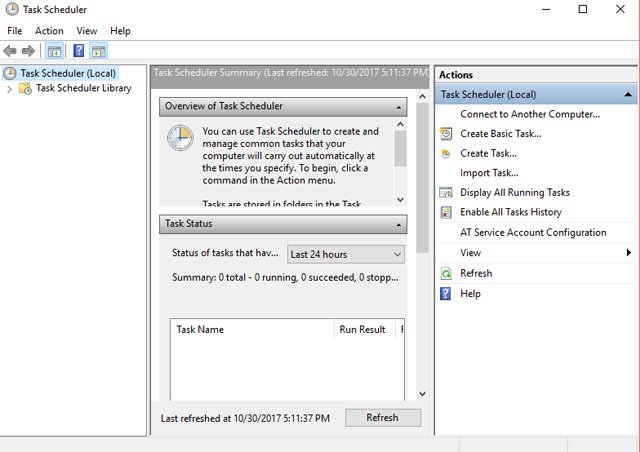 Task Scheduler
File Action View Help
Task Scheduler (Local)
Task Scheduler Library
Task Scheduler Summary (Last refreshed: 10/30/2017 5:11:37 PM)
Overview of Task Scheduler
You can use Task Scheduler to create and
manage common tasks that your
computer will carry out automatically at
the times you specify. To begin, click a
command in the Action menu.
Tasks are stored in folders in the Task
Task Status
Status of tasks that hav... Last 24 hours
Summary: 0 total - 0 running, 0 succeeded, 0 stopp...
Task Name Run Result
Last refreshed at 10/30/2017 5:11:37 PM Refresh
Actions
Task Scheduler (Local)
Connect to Another Computer...
Create Basic Task...
Create Task...
Import Task...
Display All Running Tasks
Enable All Tasks History
AT Service Account Configuration
View
Refresh
Help